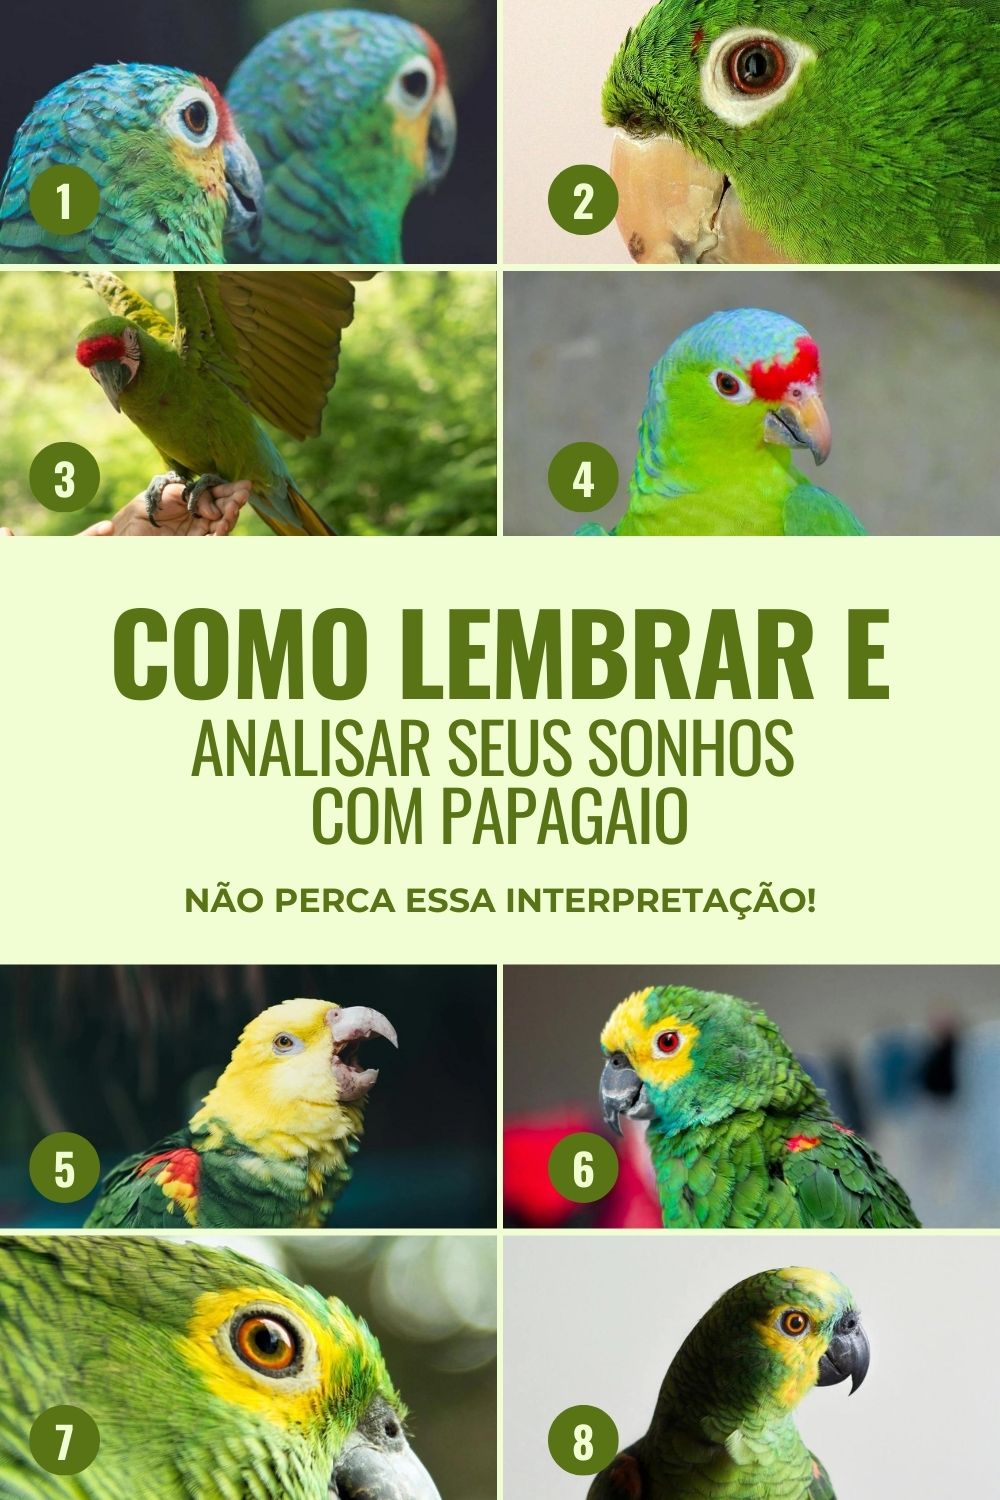 1
2
3
4
COMO LEMBRAR E
ANALISAR SEUS SONHOS
COM PAPAGAIO
NÃO PERCA ESSA INTERPRETAÇÃO!
5
6
7
8